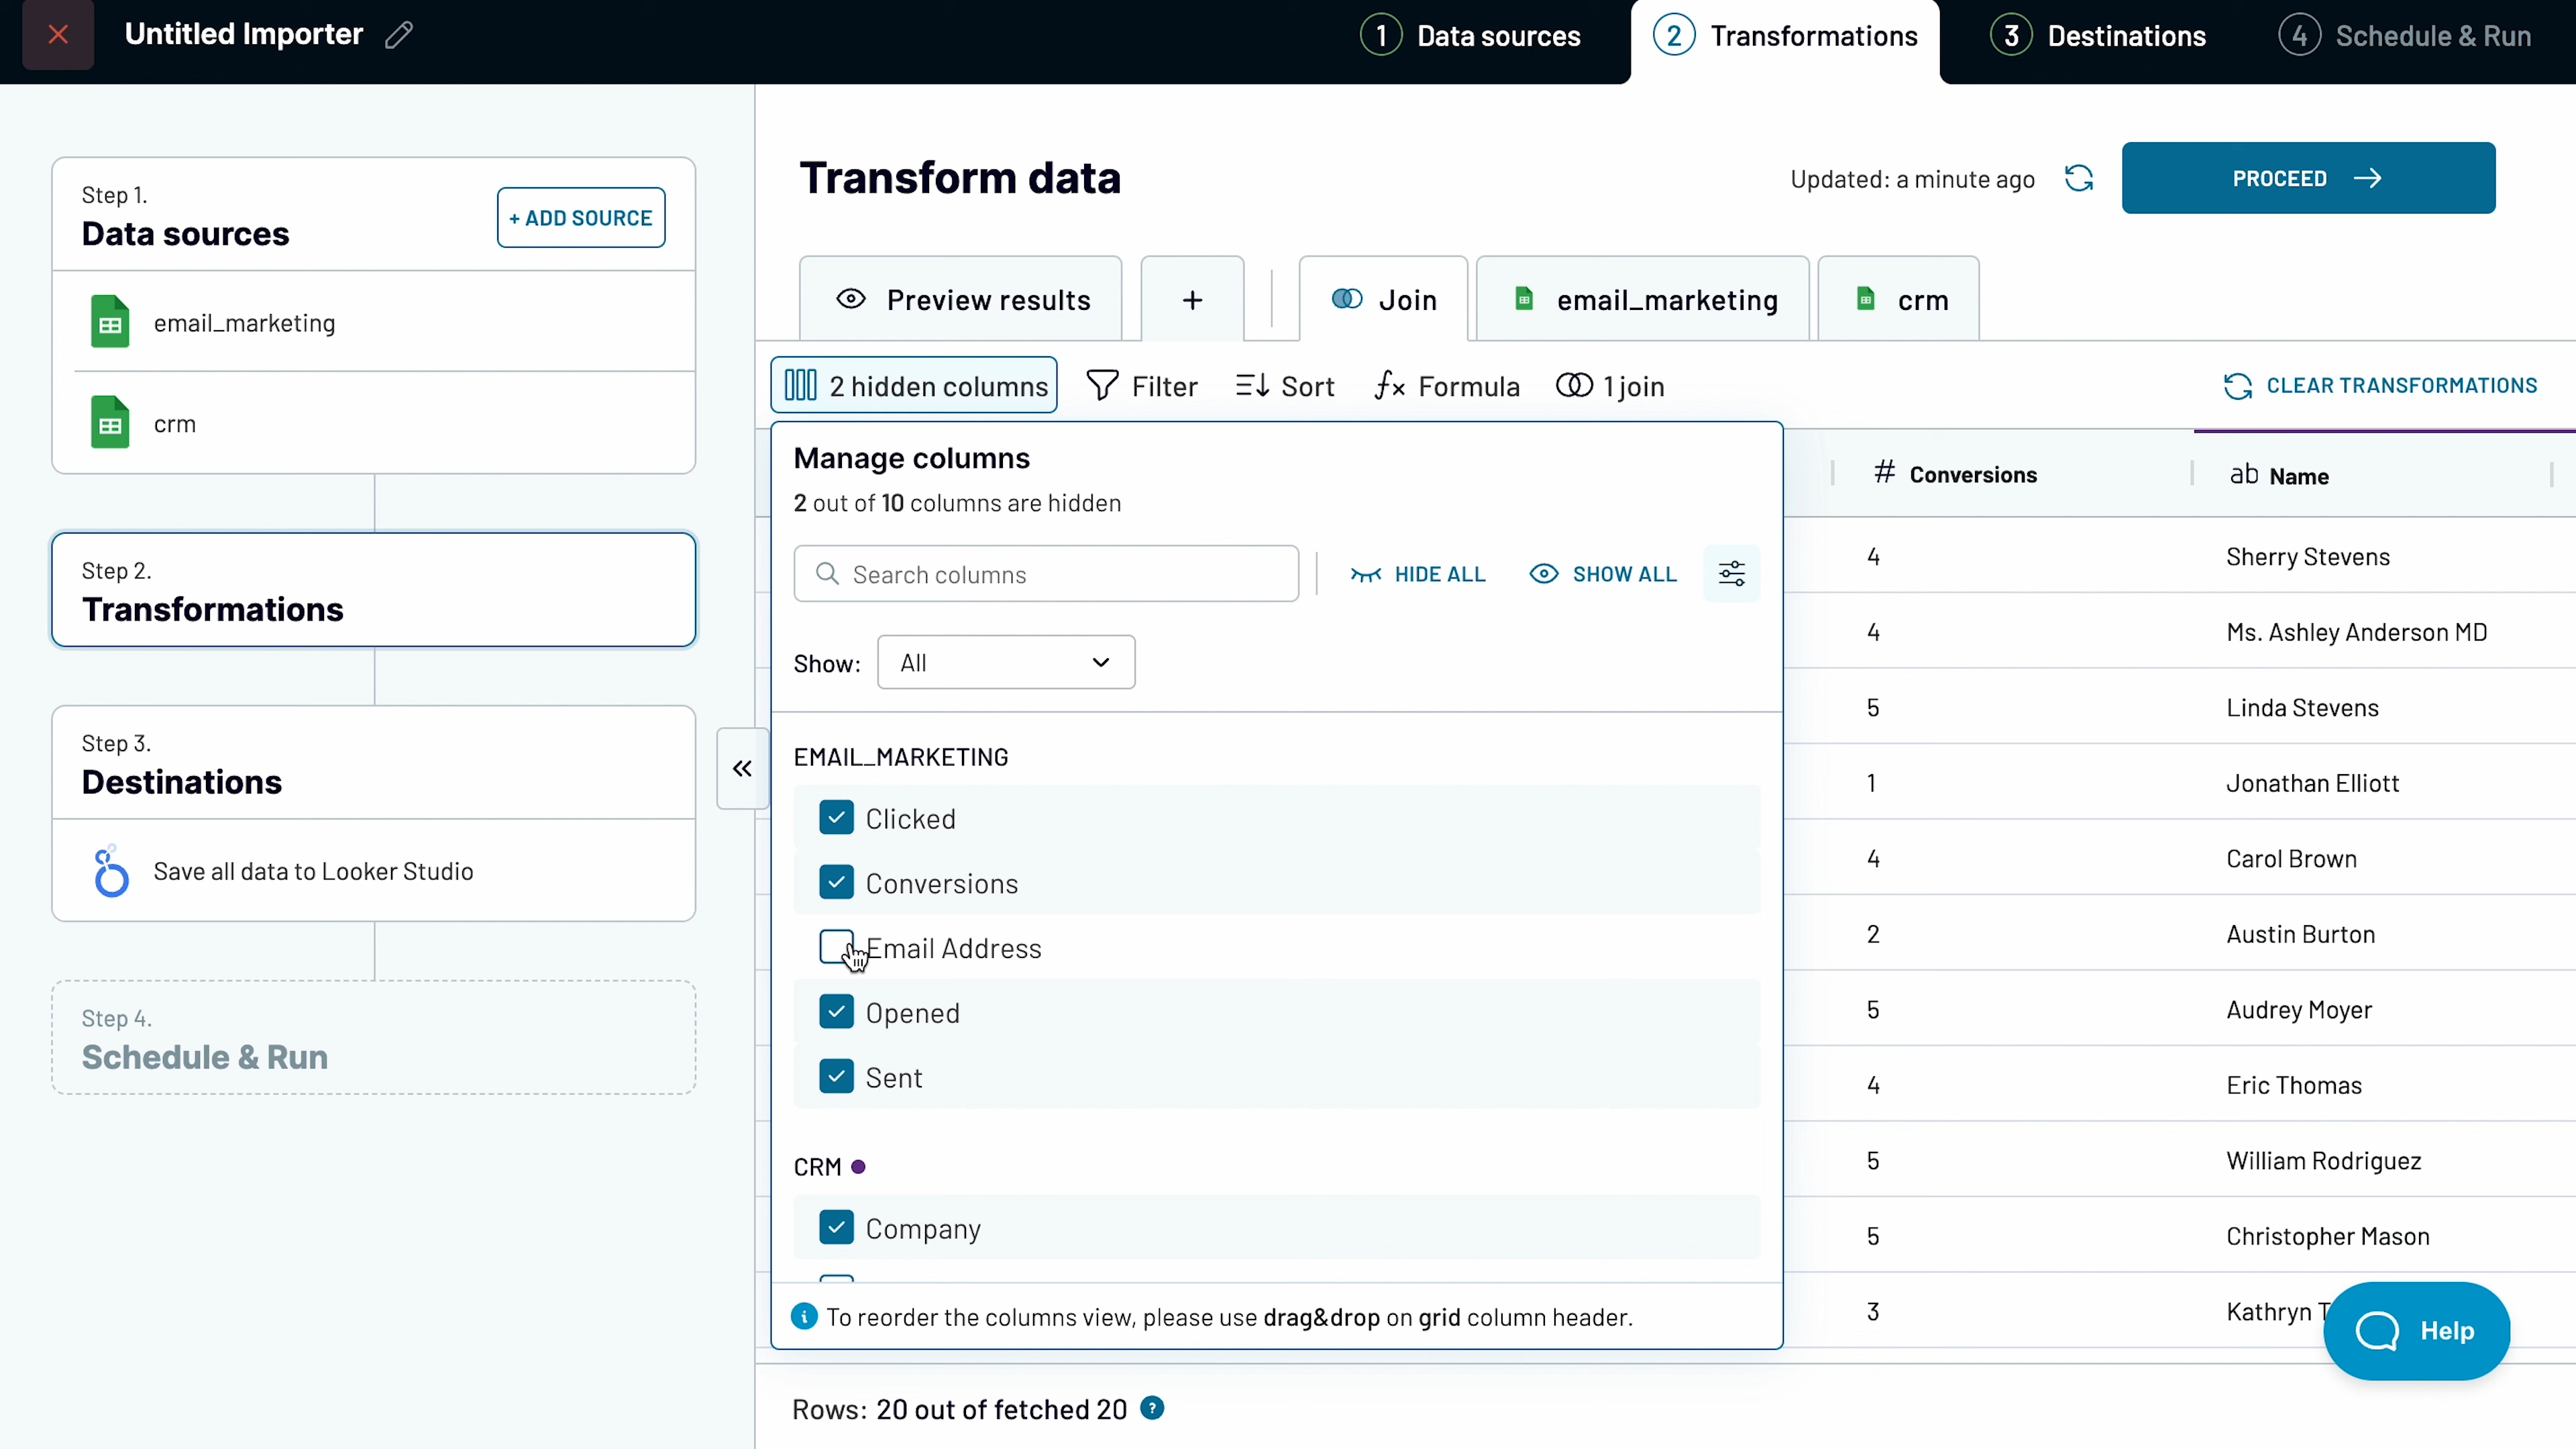 Untitled Importer
1 Data sources
2 Transformations
3 Destinations
4 Schedule & Run
Step 1.
Data sources
+ ADD SOURCE
email_marketing
crm
Step 2.
Transformations
Step 3.
Destinations
Save all data to Looker Studio
Step 4.
Schedule & Run
Transform data
Updated: a minute ago
PROCEED
Preview results
+
Join
email_marketing
crm
2 hidden columns
Filter
Sort
fx Formula
1 join
CLEAR TRANSFORMATIONS
Manage columns
2 out of 10 columns are hidden
Search columns
HIDE ALL
SHOW ALL
Show: All
EMAIL_MARKETING
Clicked
Conversions
Email Address
Opened
Sent
CRM
Company
To reorder the columns view, please use drag&drop on grid column header.
# Conversions
ab Name
4 Sherry Stevens
4 Ms. Ashley Anderson MD
5 Linda Stevens
1 Jonathan Elliott
4 Carol Brown
2 Austin Burton
5 Audrey Moyer
4 Eric Thomas
5 William Rodriguez
5 Christopher Mason
3 Kathryn
Help
Rows: 20 out of fetched 20 ?